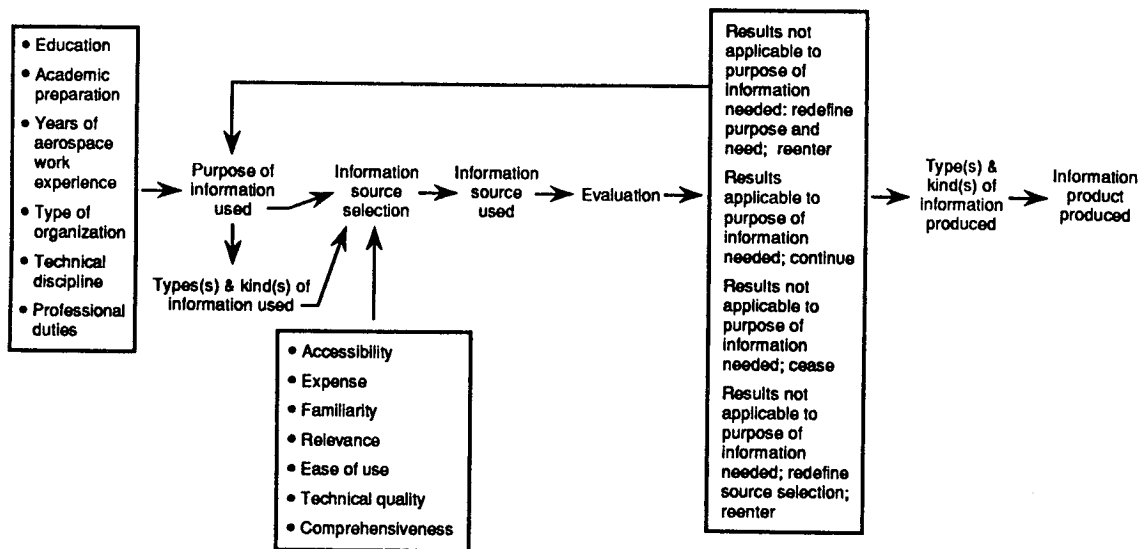 • Education
• Academic
preparation
• Years of
aerospace
work
experience
• Type of
organization
• Technical
discipline
• Professional
duties
Purpose of
information
used
Types(s) & kind(s) of
information used
Information
source
selection
• Accessibility
• Expense
• Familiarity
• Relevance
• Ease of use
• Technical quality
• Comprehensiveness
Information
source
used
Evaluation
Results not
applicable to
purpose of
information
needed: redefine
purpose and
need; reenter
Results
applicable to
purpose of
information
needed; continue
Results not
applicable to
purpose of
information
needed; cease
Results not
applicable to
purpose of
information
needed; redefine
source selection;
reenter
Type(s) &
kind(s) of
information
produced
Information
product
produced